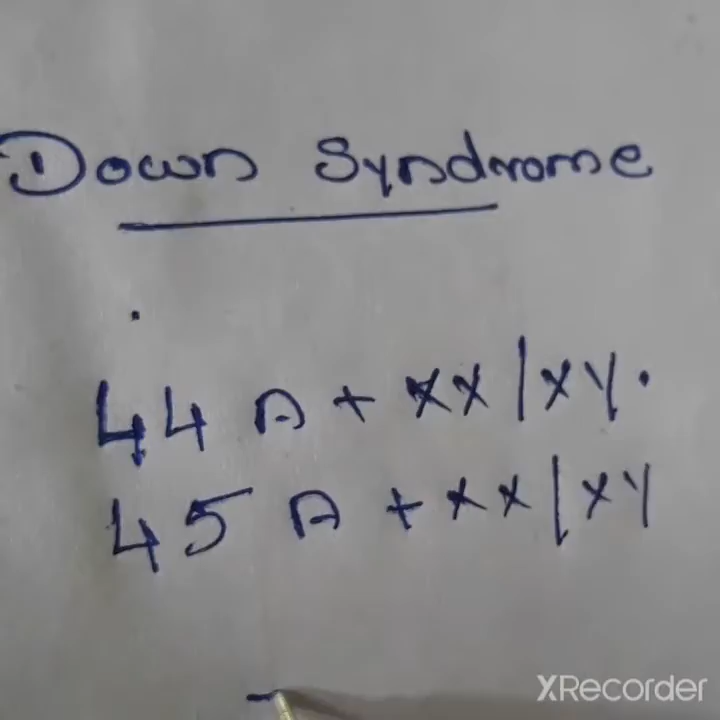 Down Syndrome
44 A + XX | XY.
45 A + XX | XY
XRecorder